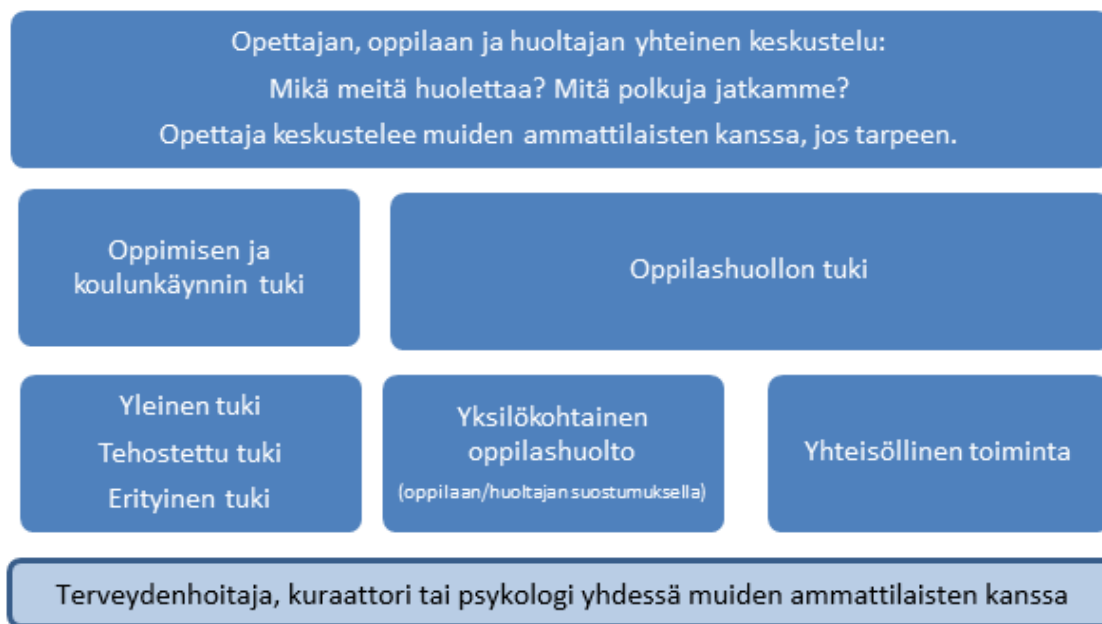 Opettajan, oppilaan ja huoltajan yhteinen keskustelu:
Mikä meitä huolettaa? Mitä polkuja jatkamme?
Opettaja keskustelee muiden ammattilaisten kanssa, jos tarpeen.
Oppimisen ja
koulunkäynnin tuki
Oppilashuollon tuki
Yleinen tuki
Tehostettu tuki
Erityinen tuki
Yksilökohtainen
oppilashuolto
(oppilaan/huoltajan suostumuksella)
Yhteisöllinen toiminta
Terveydenhoitaja, kuraattori tai psykologi yhdessä muiden ammattilaisten kanssa